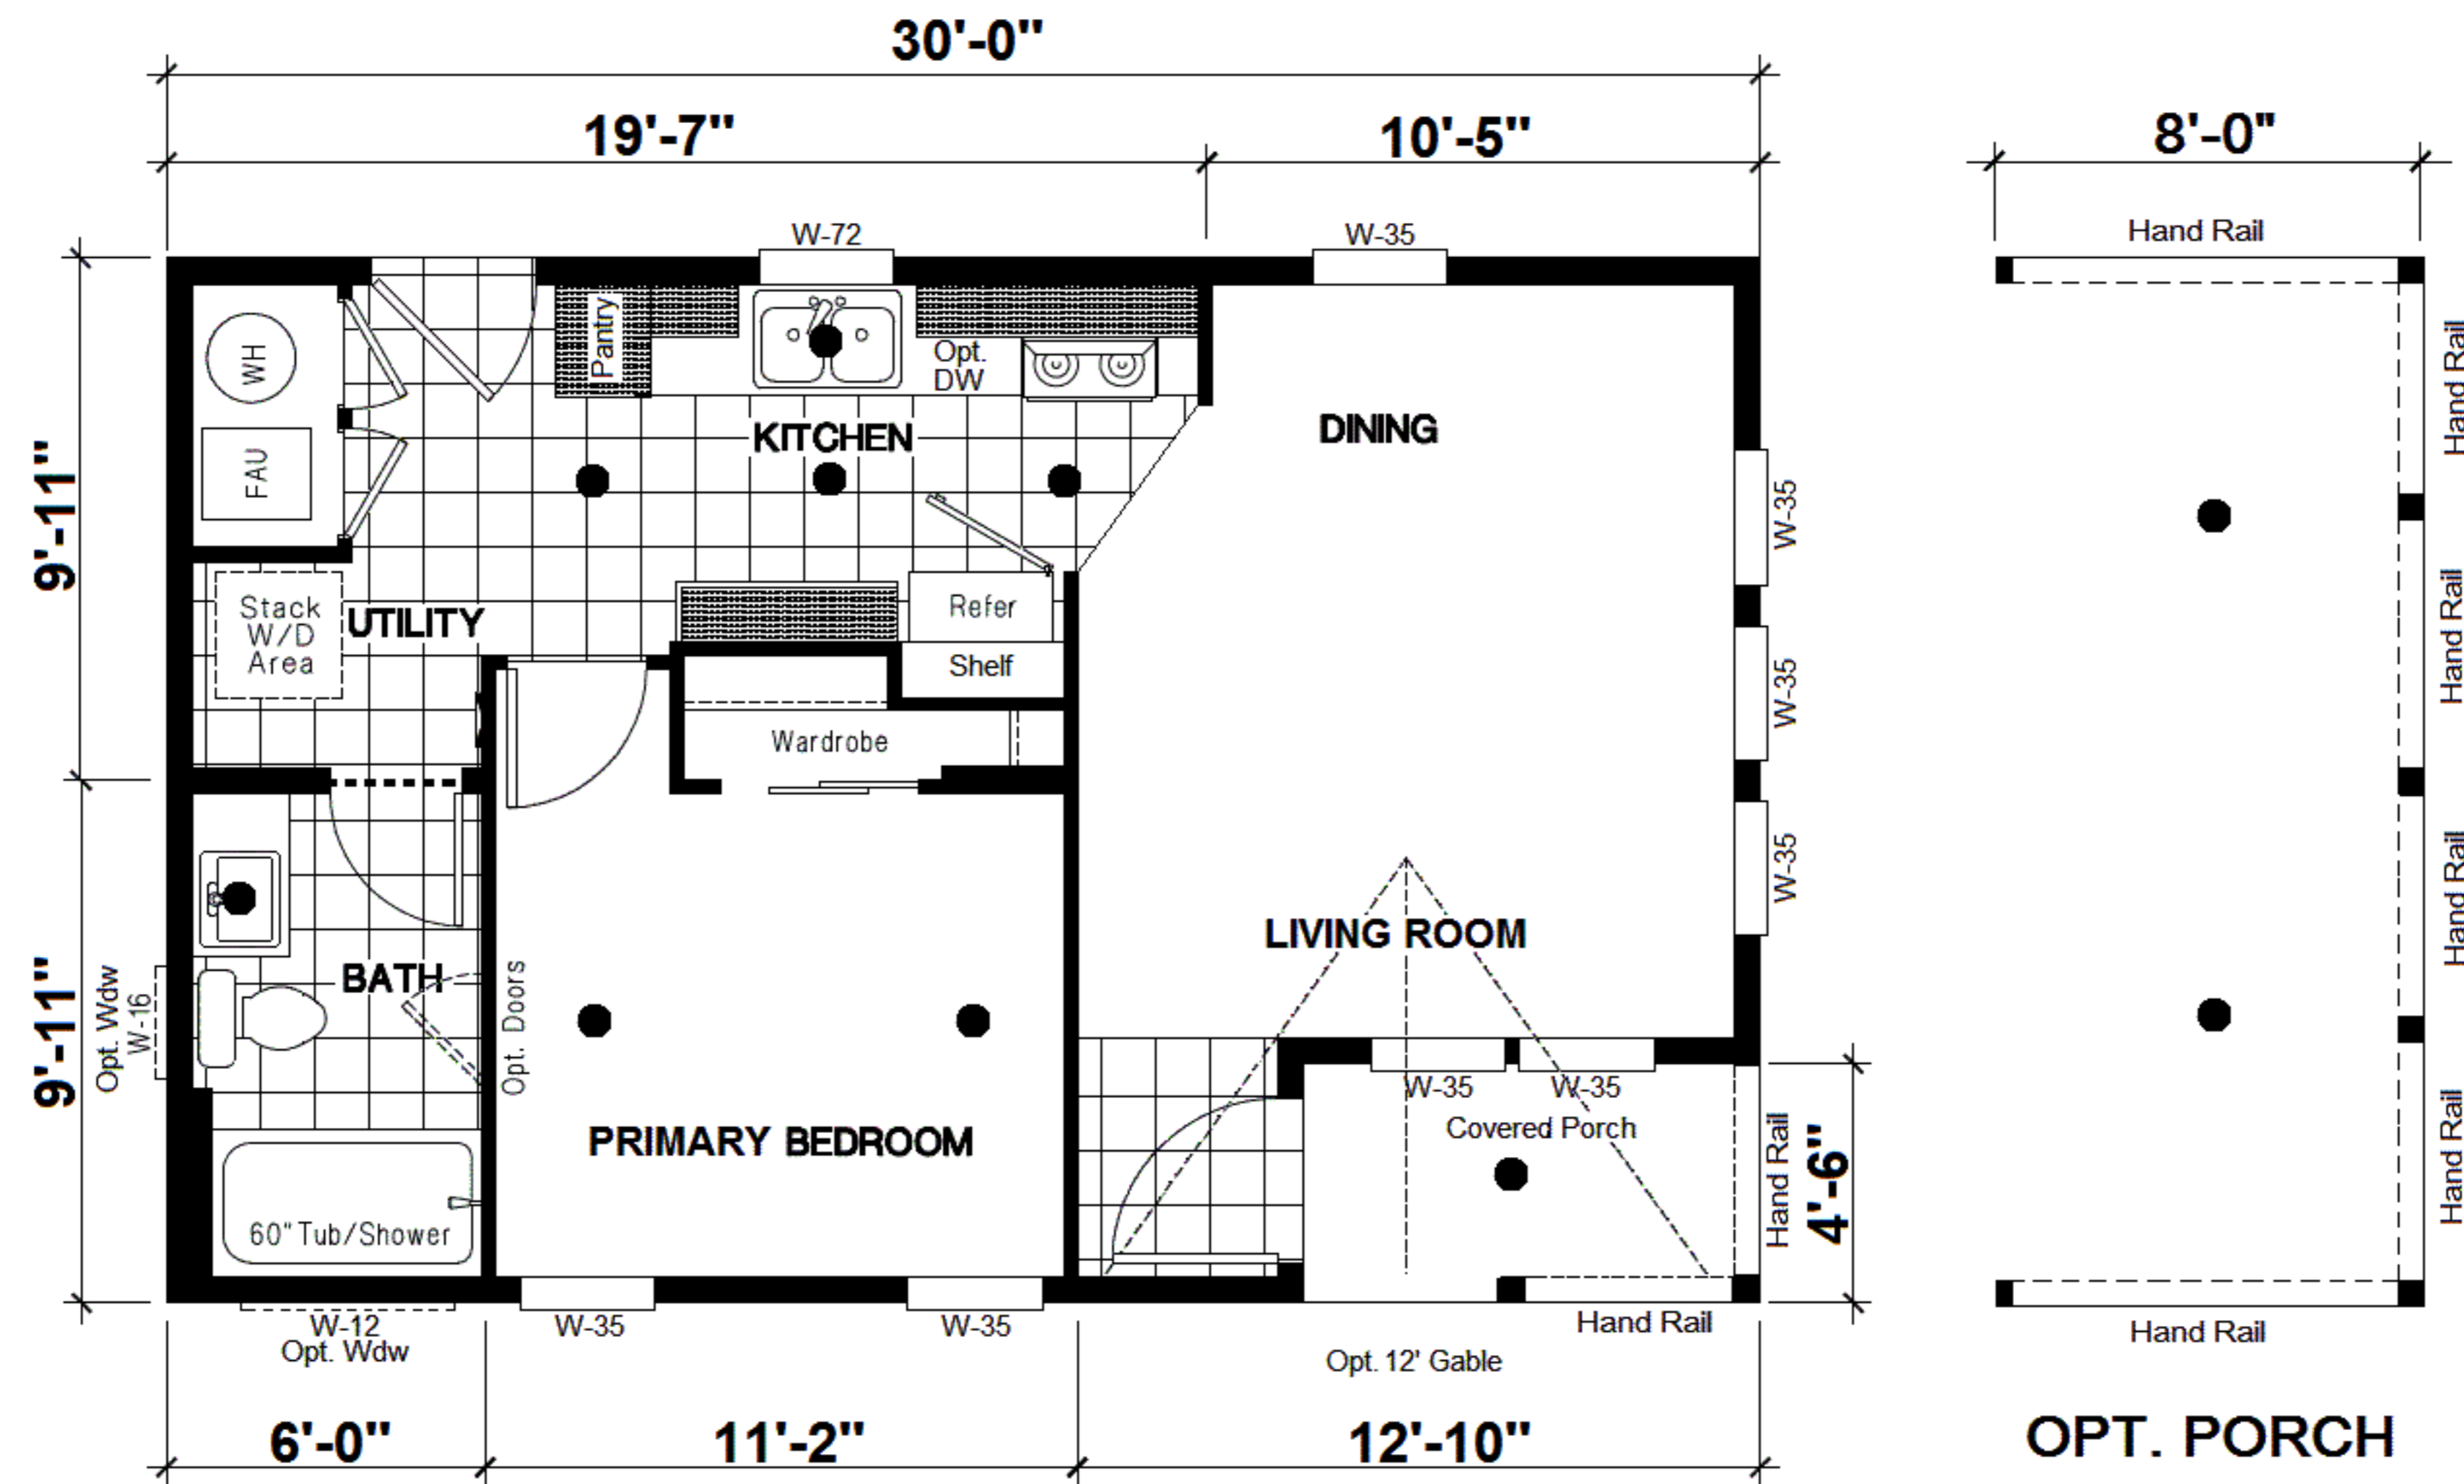 30'-0"
19'-7"
10'-5"
8'-0"
W-72
W-35
Hand Rail
WH
Pantry
Opt.
DW
KITCHEN
DINING
Hand Rail
9'-11"
FAU
W-35
Stack
W/D
Area
UTILITY
Refer
Shelf
W-35
Hand Rail
Wardrobe
W-35
Hand Rail
LIVING ROOM
9'-11"
Opt. Wdw
W-16
BATH
Opt. Doors
W-35
W-35
Covered Porch
PRIMARY BEDROOM
Hand Rail
4'-6"
Hand Rail
60" Tub/Shower
W-12
Opt. Wdw
W-35
W-35
Hand Rail
Hand Rail
Opt. 12' Gable
6'-0"
11'-2"
12'-10"
OPT. PORCH